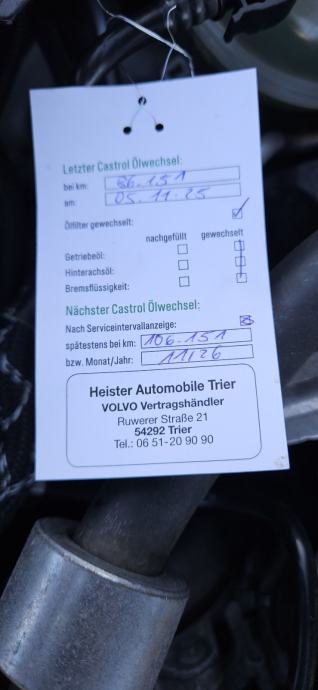 Letzter Castrol Ölwechsel:
bei km: 86.151
am: 05.11.25
Ölfilter gewechselt:
nachgefüllt gewechselt
Getriebeöl:
Hinterachsöl:
Bremsflüssigkeit:
Nächster Castrol Ölwechsel:
Nach Serviceintervallanzeige:
spätestens bei km: 106.151
bzw. Monat/Jahr: 11/26
Heister Automobile Trier
VOLVO Vertragshändler
Ruwerer Straße 21
54292 Trier
Tel.: 06 51-20 90 90